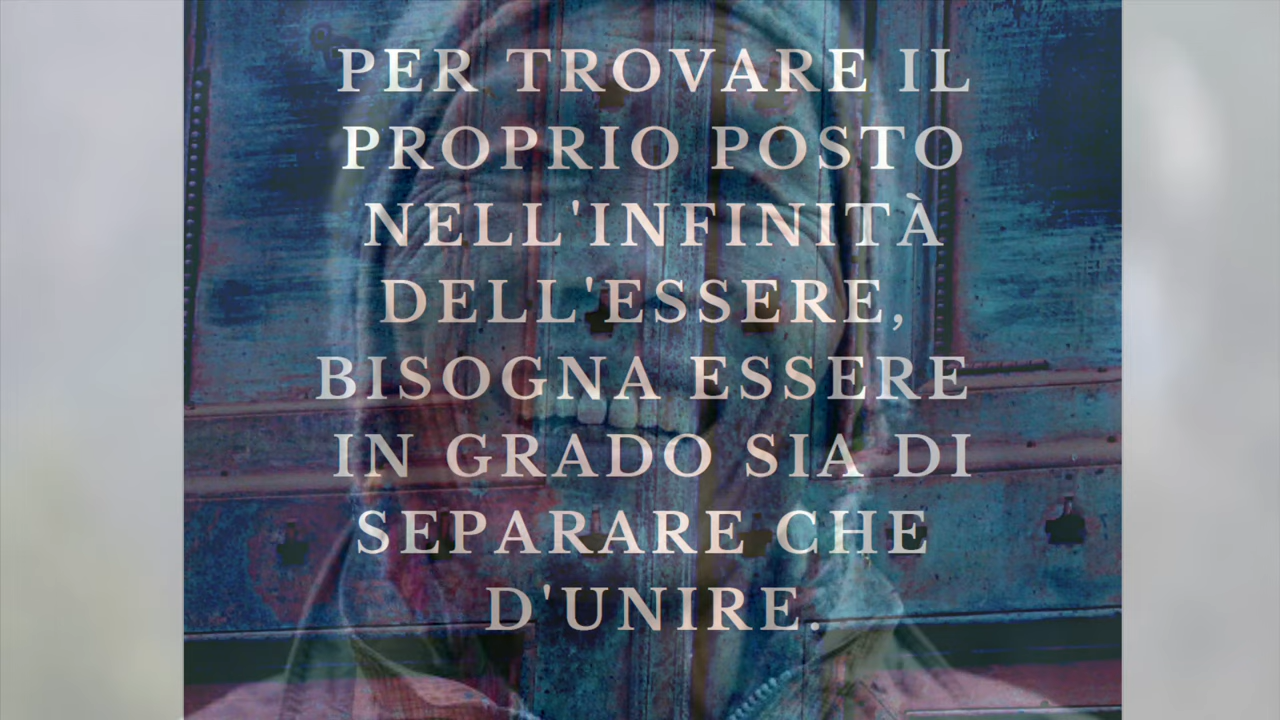 PER TROVARE IL
PROPRIO POSTO
NELL'INFINITÀ
DELL'ESSERE,
BISOGNA ESSERE
IN GRADO SIA DI
SEPARARE CHE
D'UNIRE.